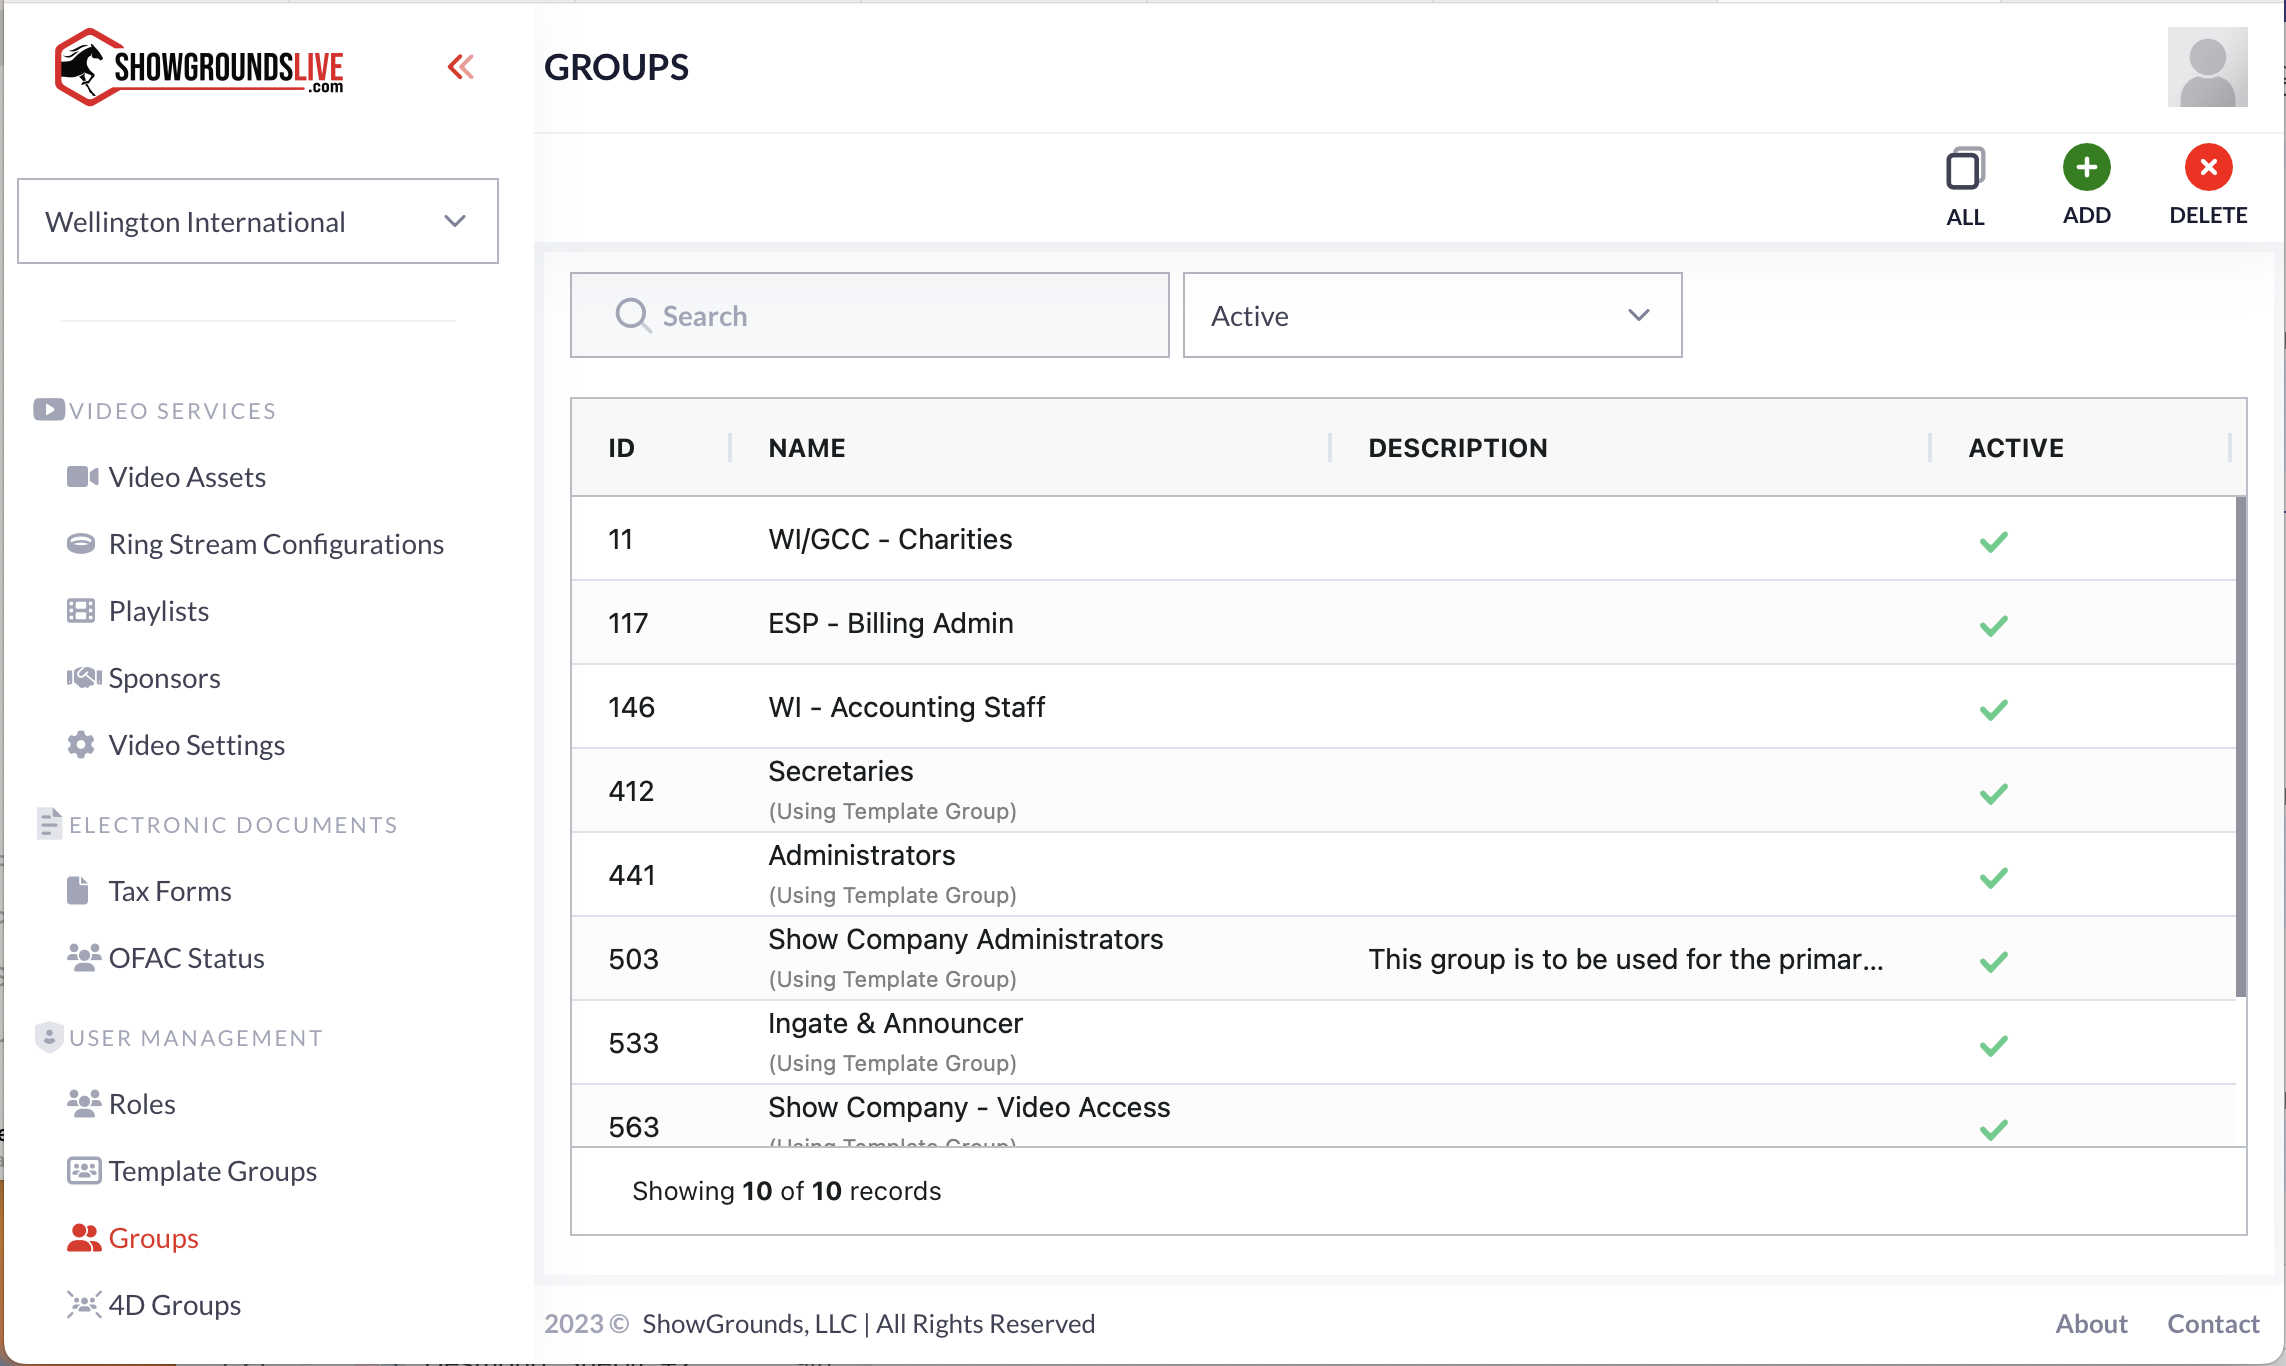 SHOWGROUNDSLIVE
.com
Wellington International
VIDEO SERVICES
Video Assets
Ring Stream Configurations
Playlists
Sponsors
Video Settings
ELECTRONIC DOCUMENTS
Tax Forms
OFAC Status
USER MANAGEMENT
Roles
Template Groups
Groups
4D Groups
GROUPS
ALL
ADD
DELETE
Search
Active
ID NAME DESCRIPTION ACTIVE
11 WI/GCC - Charities
117 ESP - Billing Admin
146 WI - Accounting Staff
412 Secretaries
(Using Template Group)
441 Administrators
(Using Template Group)
503 Show Company Administrators This group is to be used for the primar...
(Using Template Group)
533 Ingate & Announcer
(Using Template Group)
563 Show Company - Video Access
(Using Template Group)
Showing 10 of 10 records
2023 © ShowGrounds, LLC | All Rights Reserved
About Contact